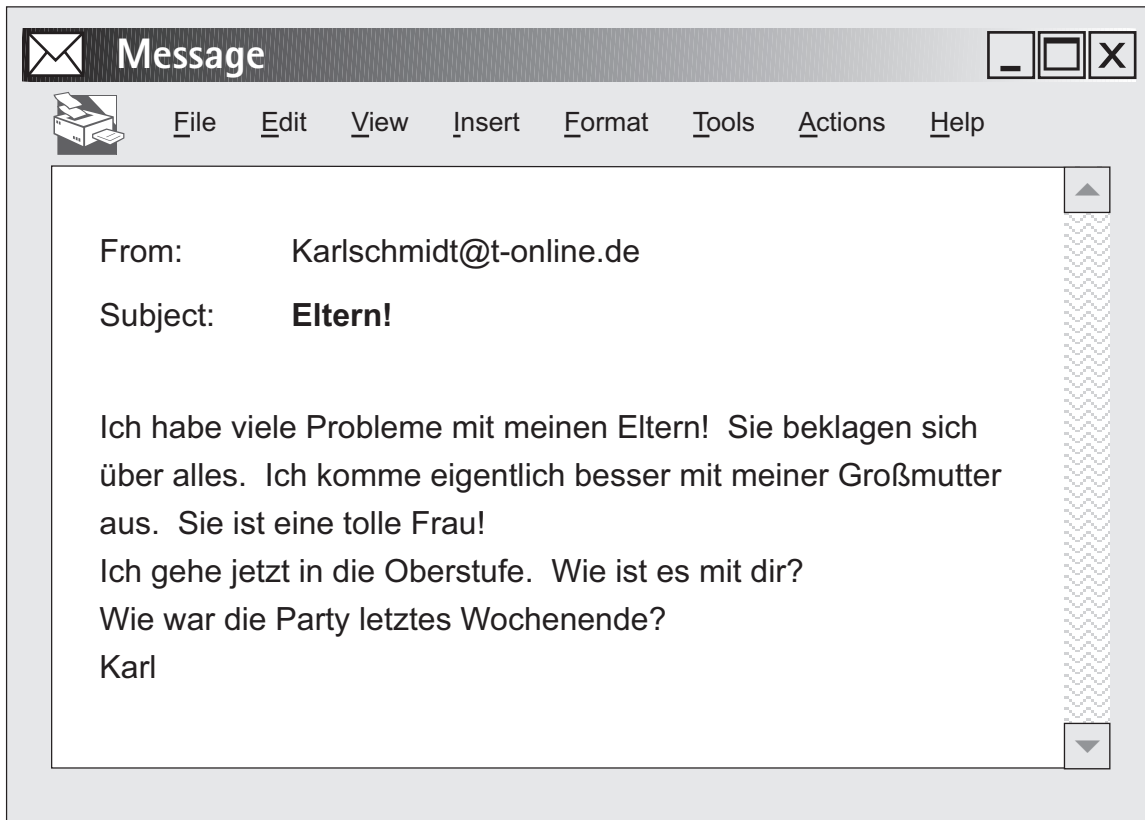 Message
File Edit View Insert Format Tools Actions Help
From: Karlschmidt@t-online.de
Subject: Eltern!
Ich habe viele Probleme mit meinen Eltern! Sie beklagen sich
über alles. Ich komme eigentlich besser mit meiner Großmutter
aus. Sie ist eine tolle Frau!
Ich gehe jetzt in die Oberstufe. Wie ist es mit dir?
Wie war die Party letztes Wochenende?
Karl